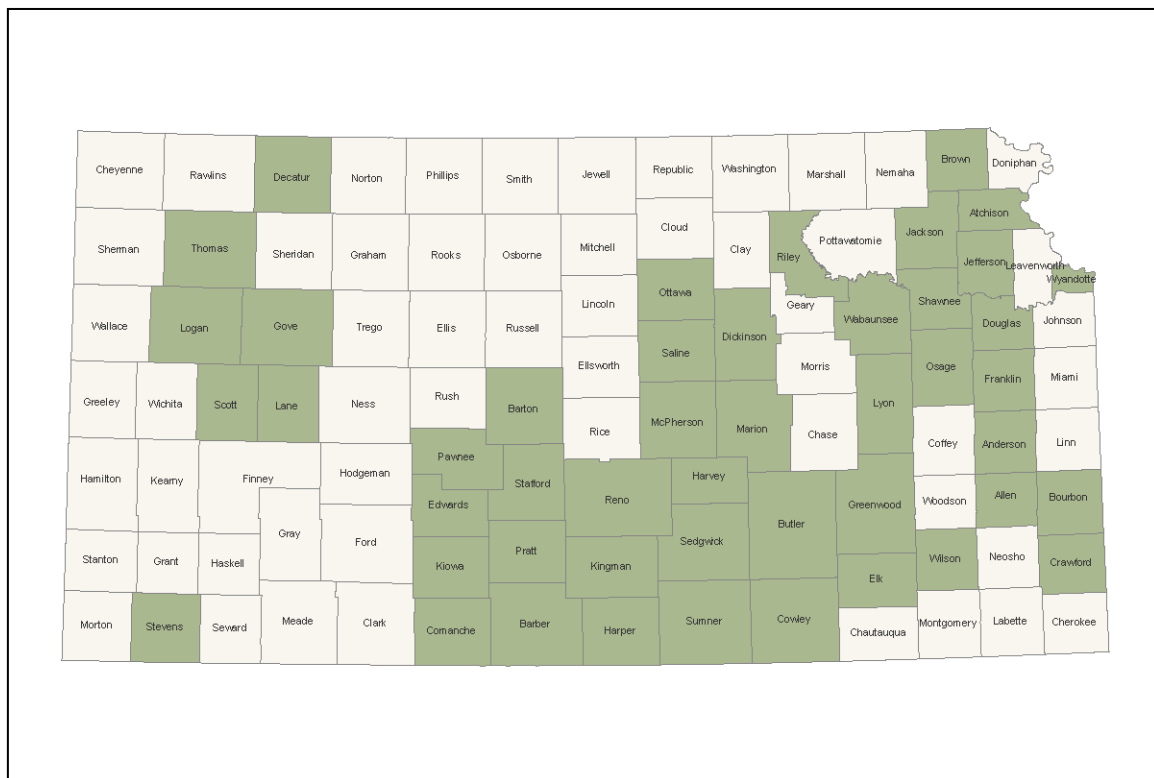 Cheyenne
Rawlins
Decatur
Norton
Phillips
Smith
Jewell
Republic
Washington
Marshall
Nemaha
Brown
Doniphan
Sherman
Thomas
Sheridan
Graham
Rooks
Osborne
Mitchell
Cloud
Clay
Riley
Pottawatomie
Jackson
Atchison
Jefferson
Leavenworth
Wyandotte
Wallace
Logan
Gove
Trego
Ellis
Russell
Lincoln
Ottawa
Saline
Dickinson
Geary
Wabaunsee
Shawnee
Douglas
Johnson
Greeley
Wichita
Scott
Lane
Ness
Rush
Barton
Ellsworth
Rice
McPherson
Marion
Morris
Chase
Lyon
Osage
Franklin
Miami
Coffey
Anderson
Linn
Hamilton
Kearny
Finney
Hodgeman
Pawnee
Stafford
Edwards
Reno
Harvey
Butler
Greenwood
Woodson
Allen
Bourbon
Stanton
Grant
Haskell
Gray
Ford
Kiowa
Pratt
Kingman
Sedgwick
Elk
Wilson
Neosho
Crawford
Morton
Stevens
Seward
Meade
Clark
Comanche
Barber
Harper
Sumner
Cowley
Chautauqua
Montgomery
Labette
Cherokee